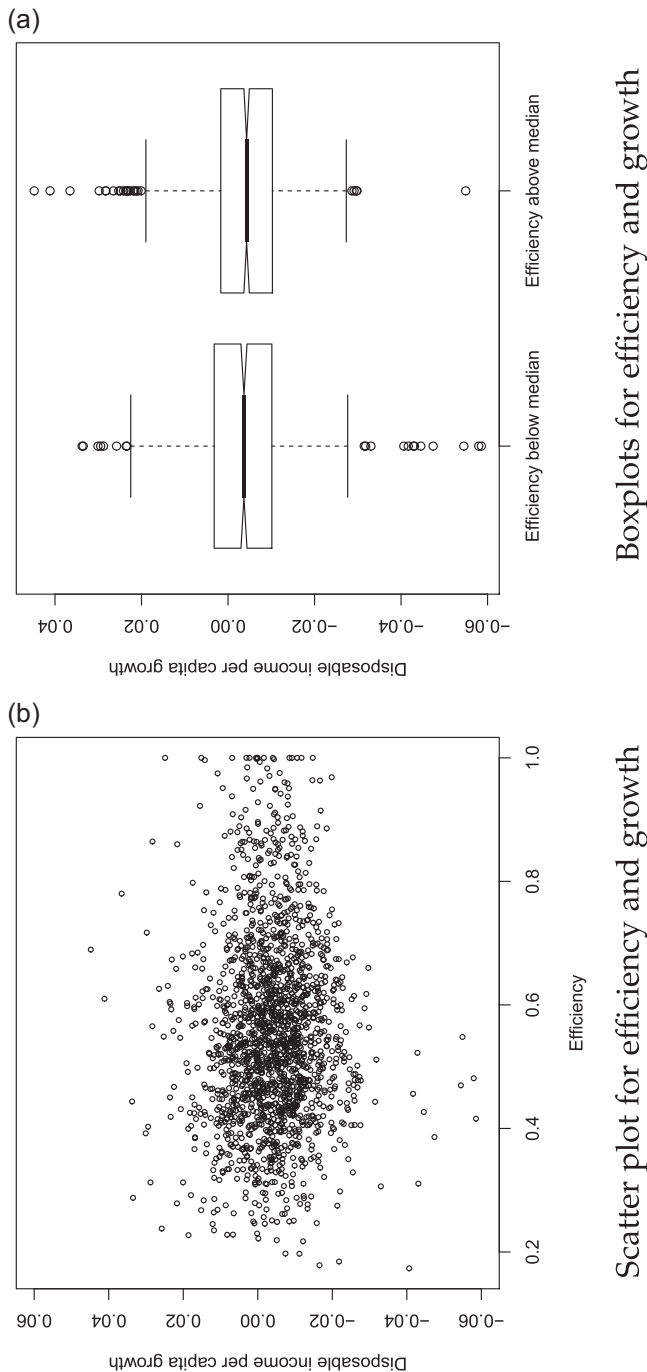 (a)
0.04
0.02
0.00
−0.02
−0.04
−0.06
Disposable income per capita growth
Efficiency below median
Efficiency above median
Boxplots for efficiency and growth
(b)
0.06
0.04
0.02
0.00
−0.02
−0.04
−0.06
Disposable income per capita growth
0.2
0.4
0.6
0.8
1.0
Efficiency
Scatter plot for efficiency and growth